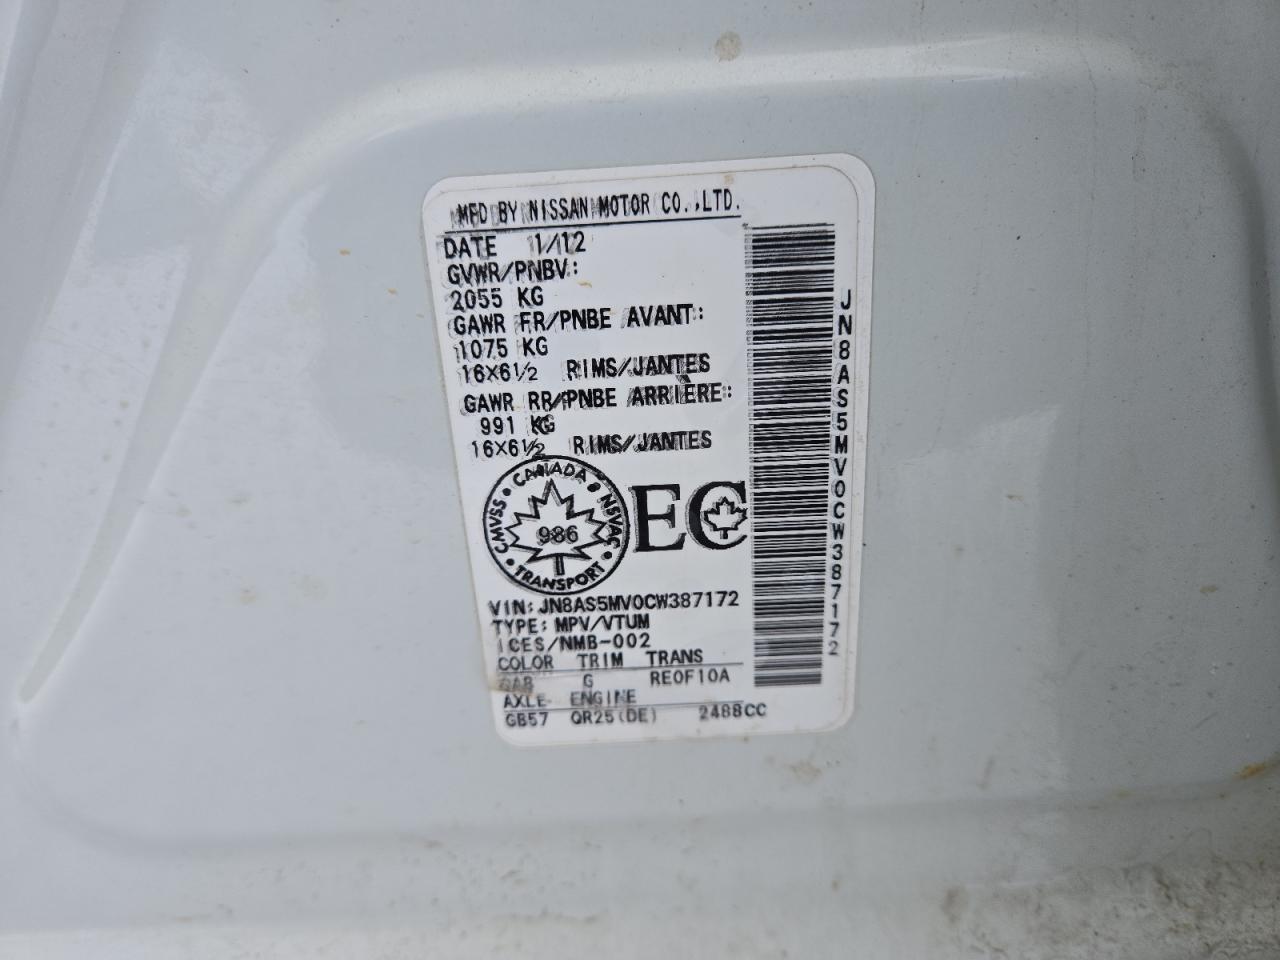 MFD BY NISSAN MOTOR CO.,LTD.
DATE 1/12
GVWR/PNBV:
2055 KG
GAWR FR/PNBE AVANT:
1075 KG
16X6½ RIMS/JANTES
GAWR RR/PNBE ARRIÈRE:
991 KG
16X6½ RIMS/JANTES
CANADA
CMVSS • NSVAC
986
TRANSPORT
EC
VIN: JN8AS5MV0CW387172
TYPE: MPV/VTUM
ICES/NMB-002
COLOR TRIM TRANS
G RE0F10A
AXLE ENGINE
GB57 QR25(DE) 2488CC
JN8AS5MV0CW387172